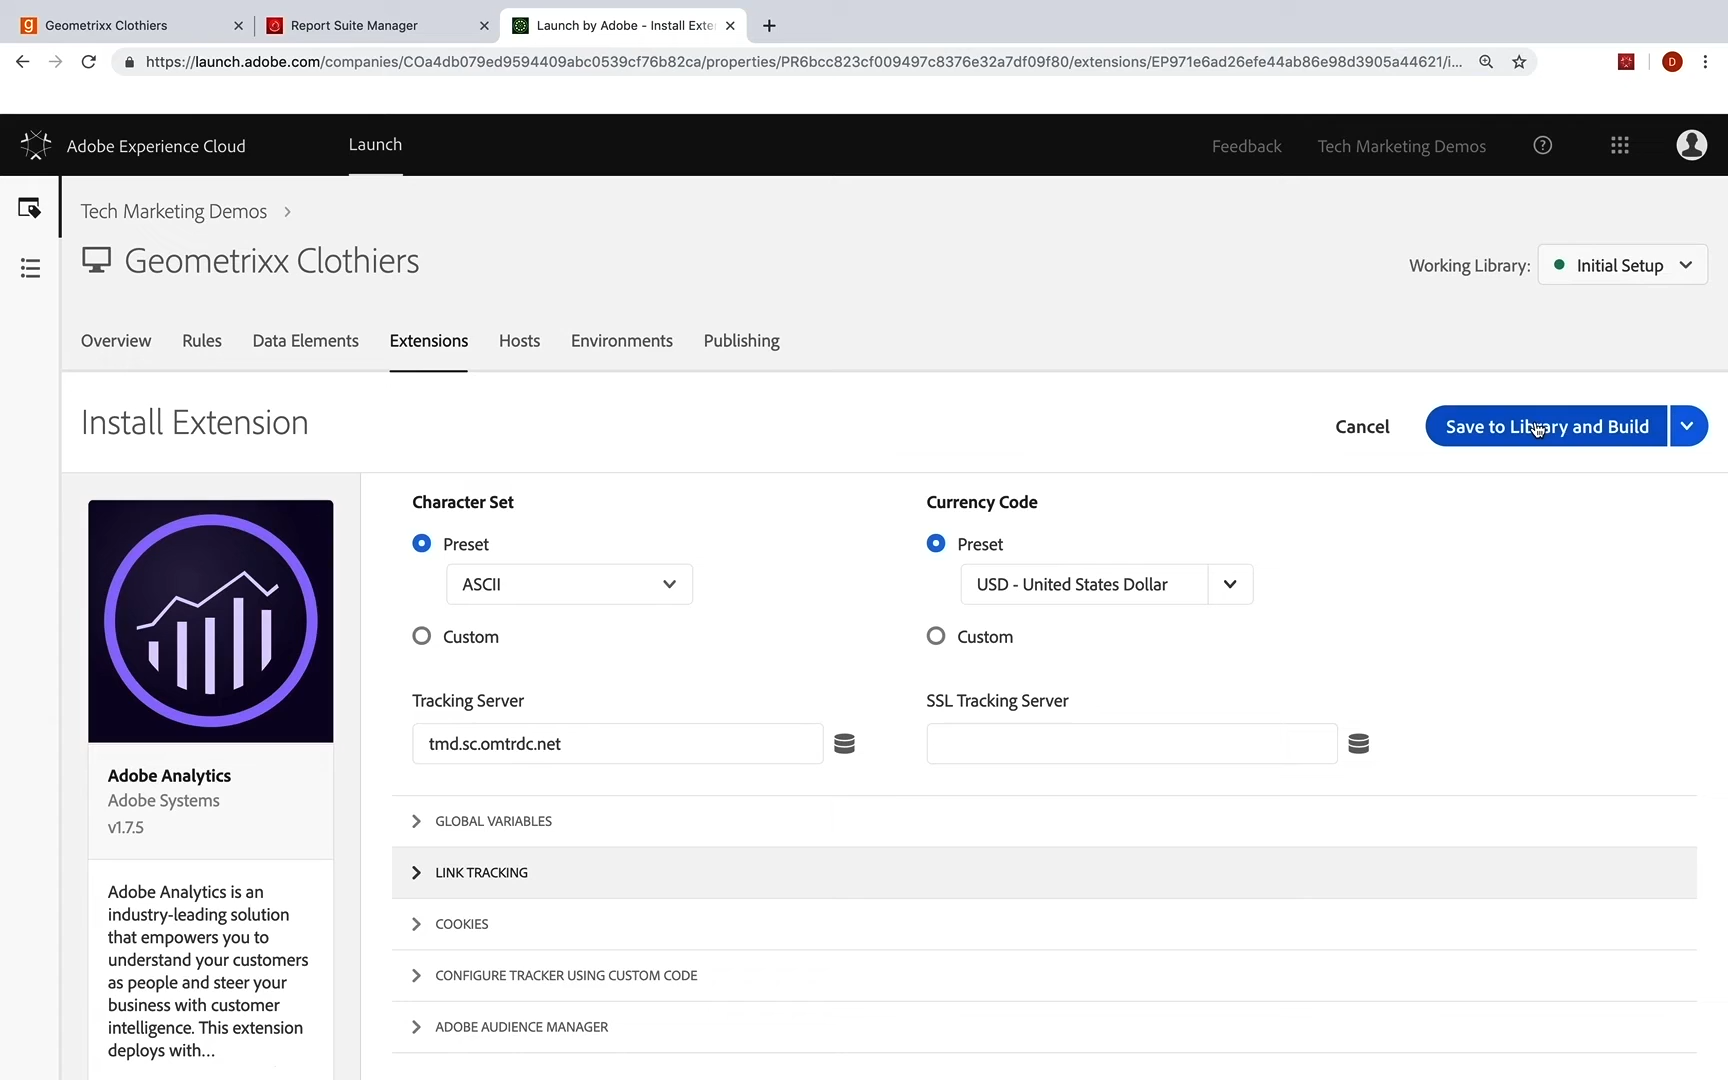 Geometrixx Clothiers
Report Suite Manager
Launch by Adobe - Install Exte
https://launch.adobe.com/companies/COa4db079ed9594409abc0539cf76b82ca/properties/PR6bcc823cf009497c8376e32a7df09f80/extensions/EP971e6ad26efe44ab86e98d3905a44621/i...
D
Adobe Experience Cloud
Launch
Feedback
Tech Marketing Demos
Tech Marketing Demos
Geometrixx Clothiers
Working Library:
Initial Setup
Overview
Rules
Data Elements
Extensions
Hosts
Environments
Publishing
Install Extension
Cancel
Save to Library and Build
Character Set
Currency Code
Preset
Preset
ASCII
USD - United States Dollar
Custom
Custom
Tracking Server
SSL Tracking Server
tmd.sc.omtrdc.net
Adobe Analytics
Adobe Systems
v1.7.5
Adobe Analytics is an
industry-leading solution
that empowers you to
understand your customers
as people and steer your
business with customer
intelligence. This extension
deploys with...
GLOBAL VARIABLES
LINK TRACKING
COOKIES
CONFIGURE TRACKER USING CUSTOM CODE
ADOBE AUDIENCE MANAGER